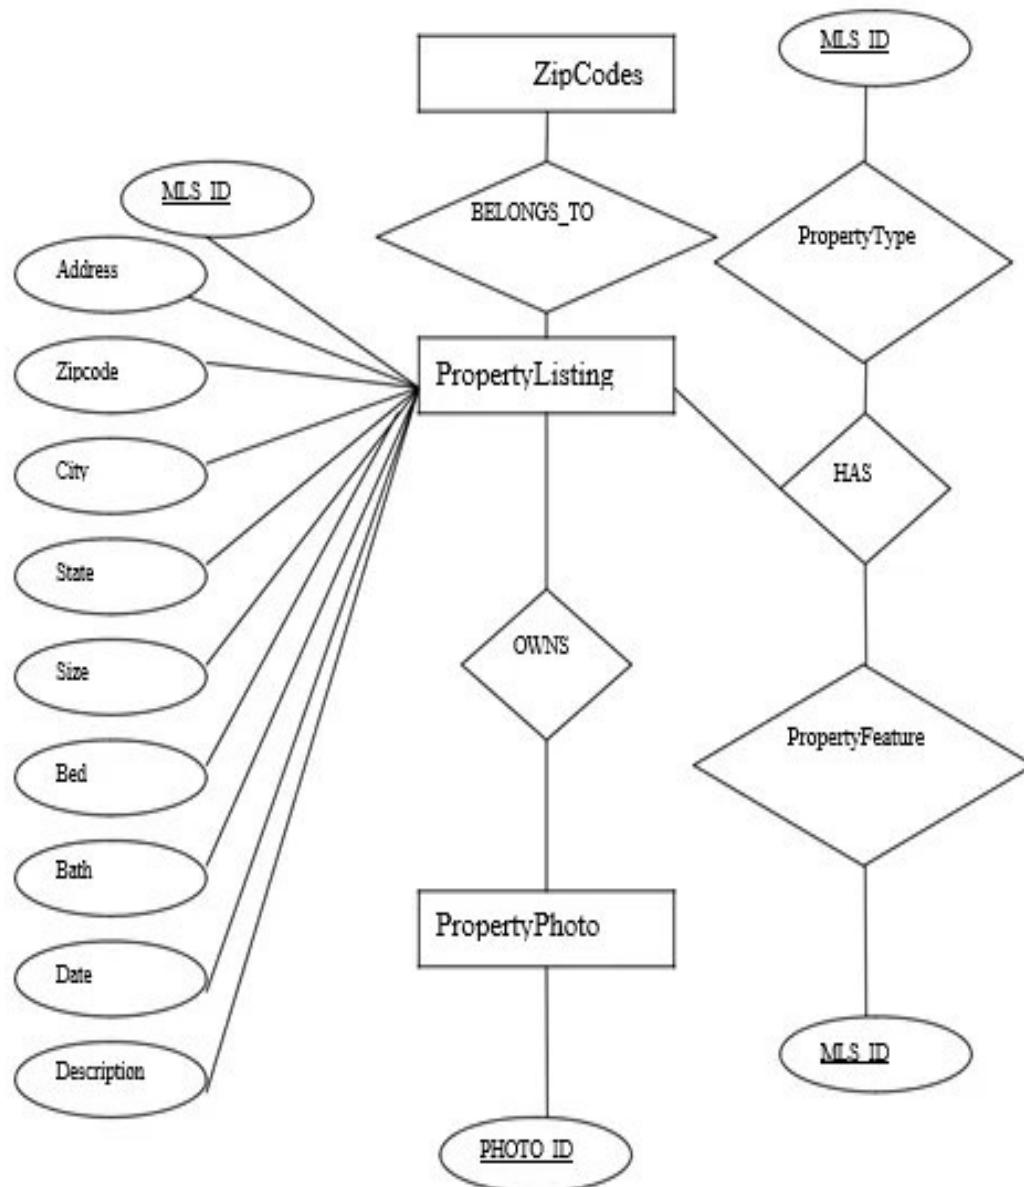 MLS_ID
ZipCodes
MLS_ID
BELONGS_TO
PropertyType
Address
Zipcode
PropertyListing
City
HAS
State
Size
OWNS
PropertyFeature
Bed
Bath
PropertyPhoto
Date
MLS_ID
Description
PHOTO_ID